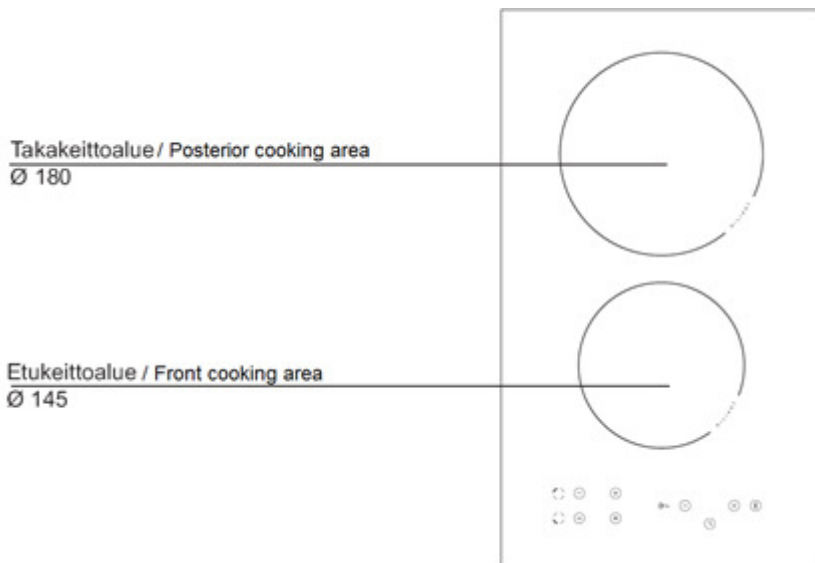 Takakeittoalue / Posterior cooking area
Ø 180
Etukeittoalue / Front cooking area
Ø 145